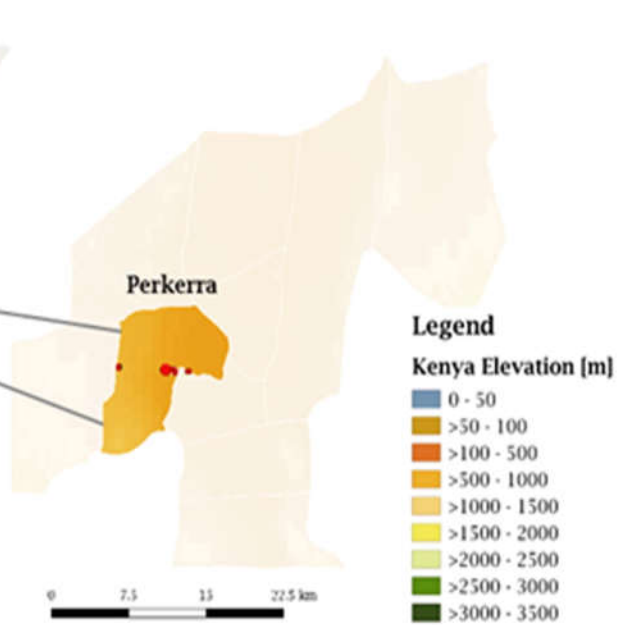 Perkerra
Legend
Kenya Elevation [m]
0 - 50
>50 - 100
>100 - 500
>500 - 1000
>1000 - 1500
>1500 - 2000
>2000 - 2500
>2500 - 3000
>3000 - 3500
0 7.5 15 22.5 km